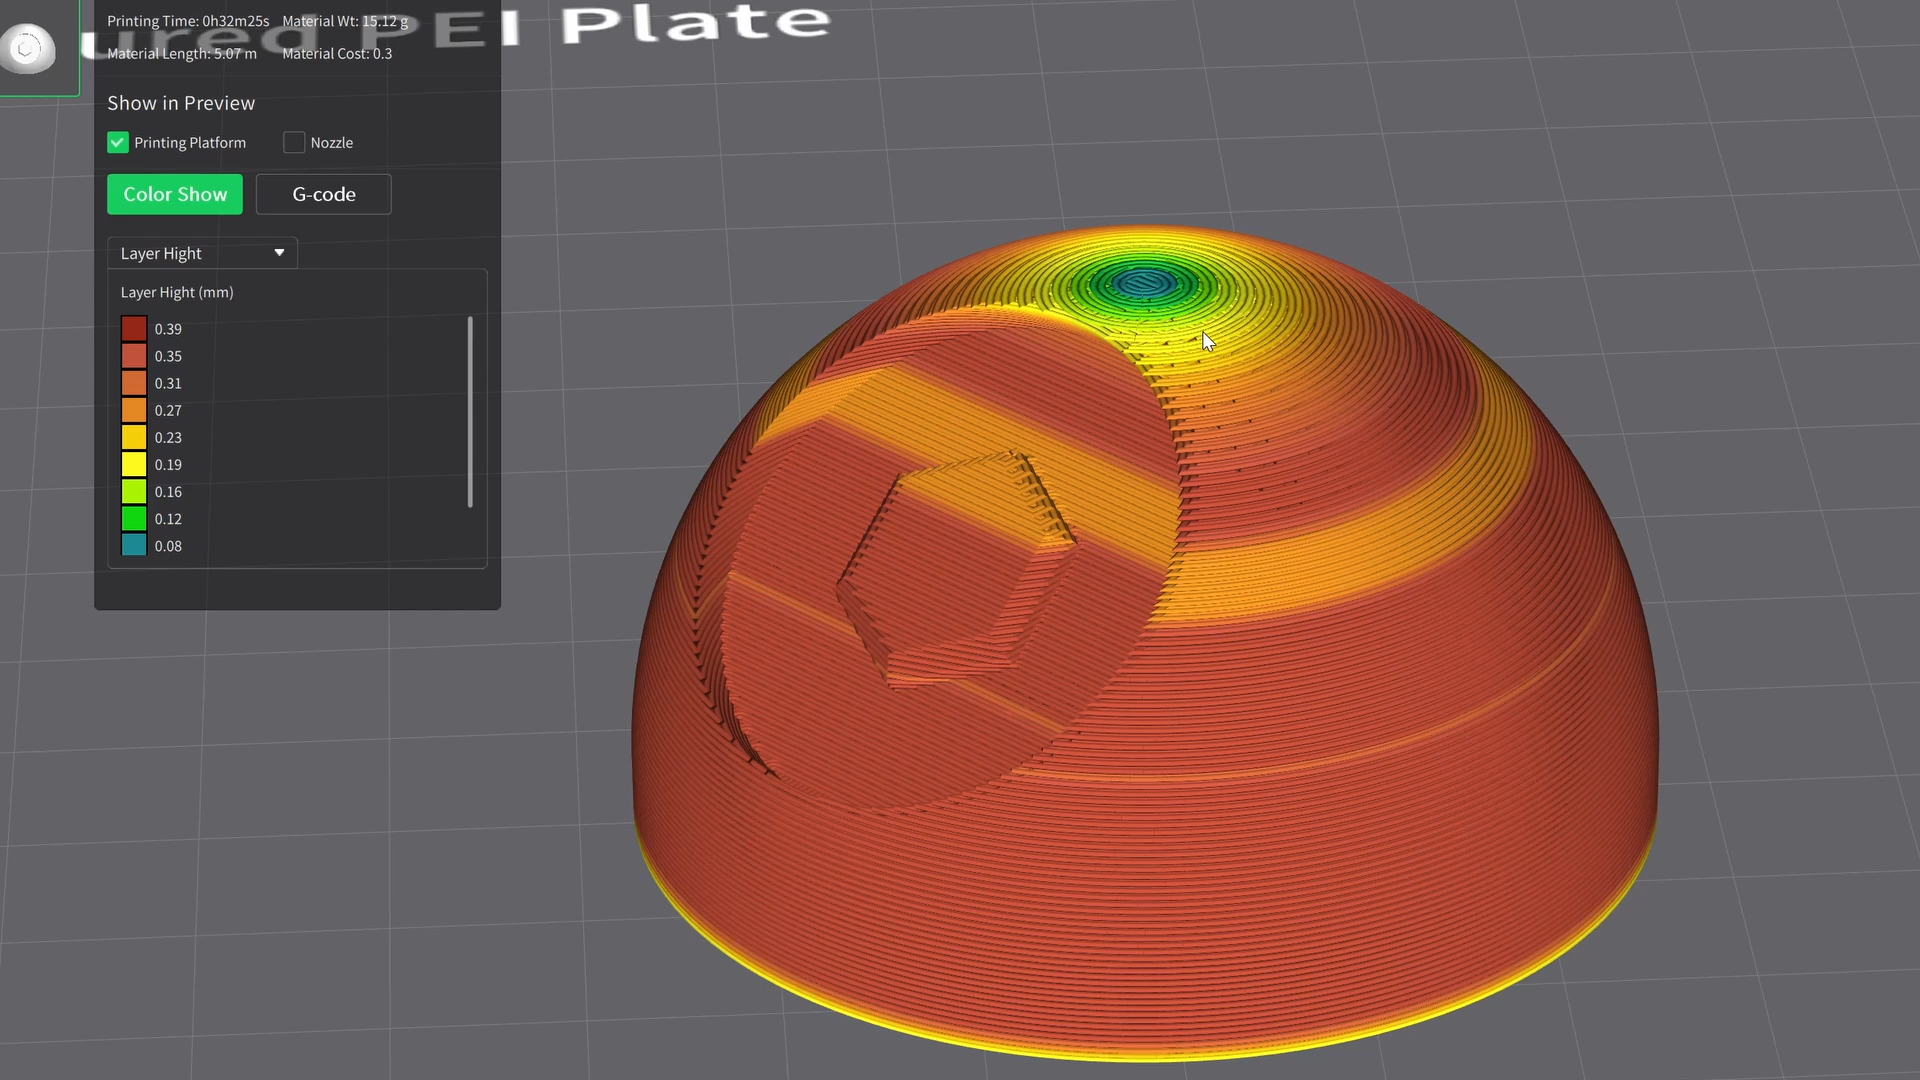 Printing Time: 0h32m25s Material Wt: 15.12 g
ured PEI Plate
Material Length: 5.07 m Material Cost: 0.3
Show in Preview
Printing Platform Nozzle
Color Show G-code
Layer Hight
Layer Hight (mm)
0.39
0.35
0.31
0.27
0.23
0.19
0.16
0.12
0.08